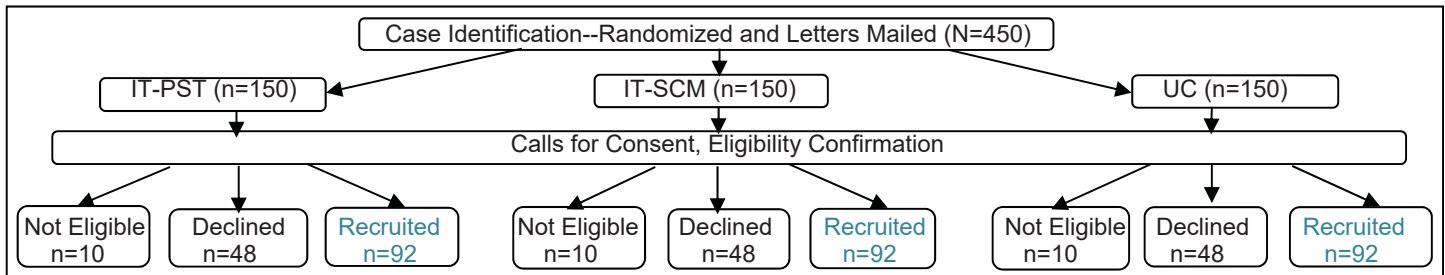 Case Identification--Randomized and Letters Mailed (N=450)
IT-PST (n=150)
IT-SCM (n=150)
UC (n=150)
Calls for Consent, Eligibility Confirmation
Not Eligible
n=10
Declined
n=48
Recruited
n=92
Not Eligible
n=10
Declined
n=48
Recruited
n=92
Not Eligible
n=10
Declined
n=48
Recruited
n=92